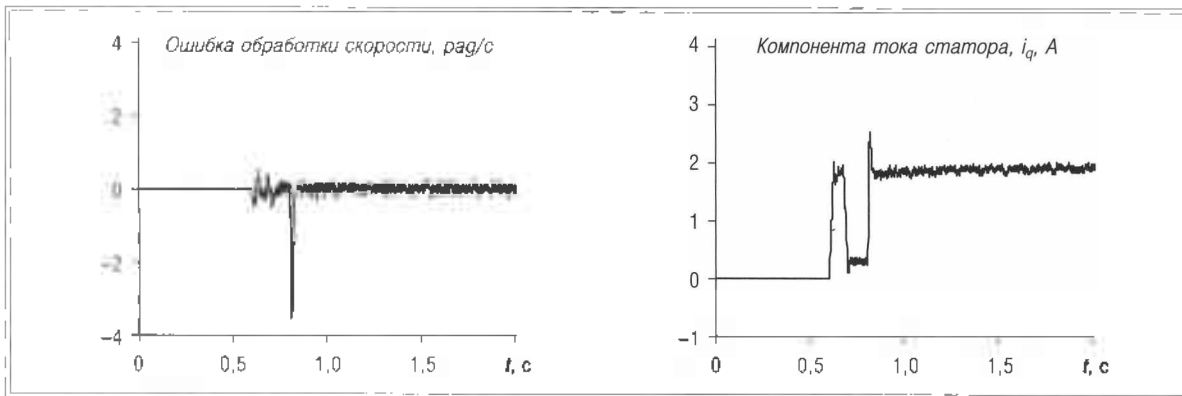 Ошибка обработки скорости, рад/с
4
2
0
–2
–4
0 0,5 1,0 1,5 t, с
Компонента тока статора, iq, А
4
3
2
1
0
–1
0 0,5 1,0 1,5 t, с